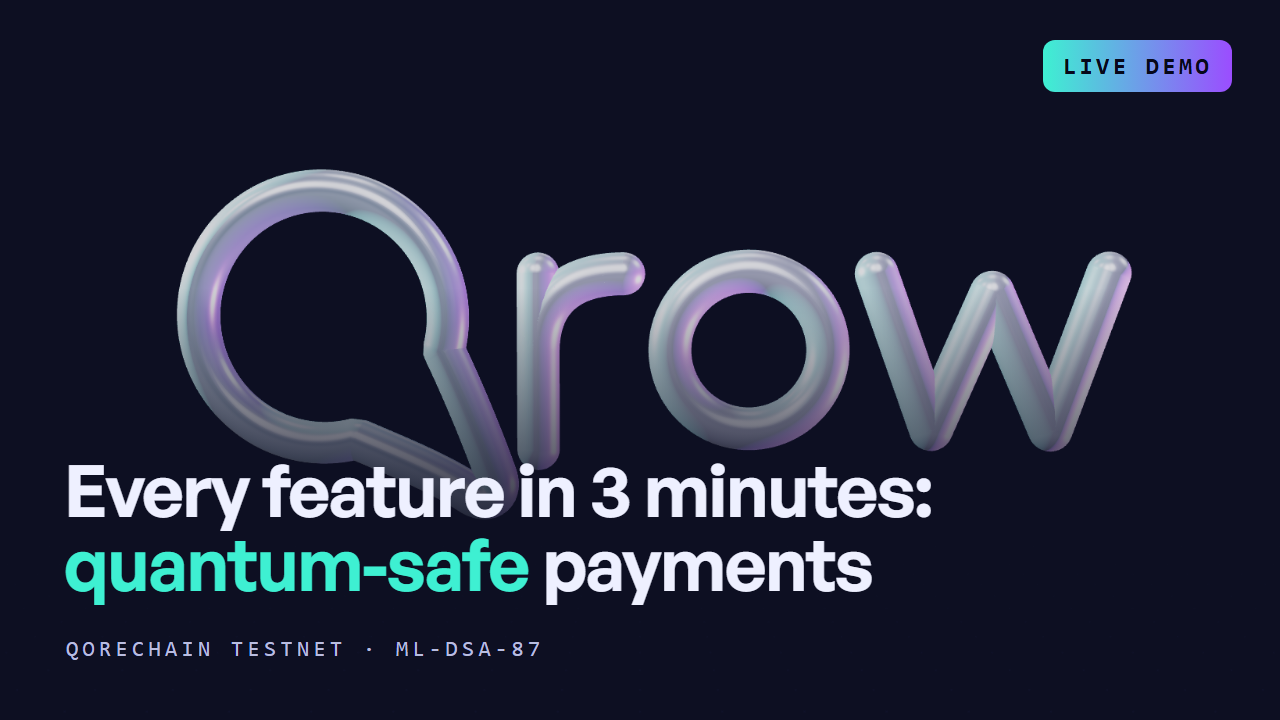 LIVE DEMO
Qrow
Every feature in 3 minutes:
quantum-safe payments
QORECHAIN TESTNET · ML-DSA-87